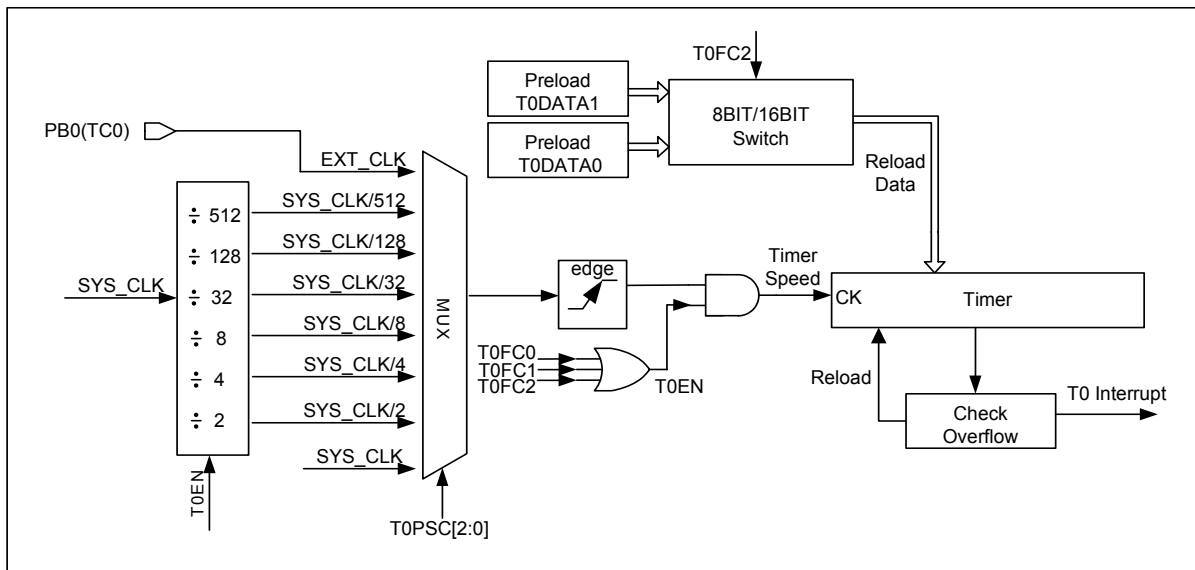 T0FC2
Preload
T0DATA1
8BIT/16BIT
Switch
Preload
T0DATA0
Reload
Data
PB0(TC0)
EXT_CLK
SYS_CLK/512
SYS_CLK/128
SYS_CLK/32
SYS_CLK/8
SYS_CLK/4
SYS_CLK/2
SYS_CLK
SYS_CLK
÷ 512
÷ 128
÷ 32
÷ 8
÷ 4
÷ 2
T0EN
MUX
T0PSC[2:0]
edge
T0FC0
T0FC1
T0FC2
T0EN
Timer
Speed
CK
Timer
Reload
Check
Overflow
T0 Interrupt